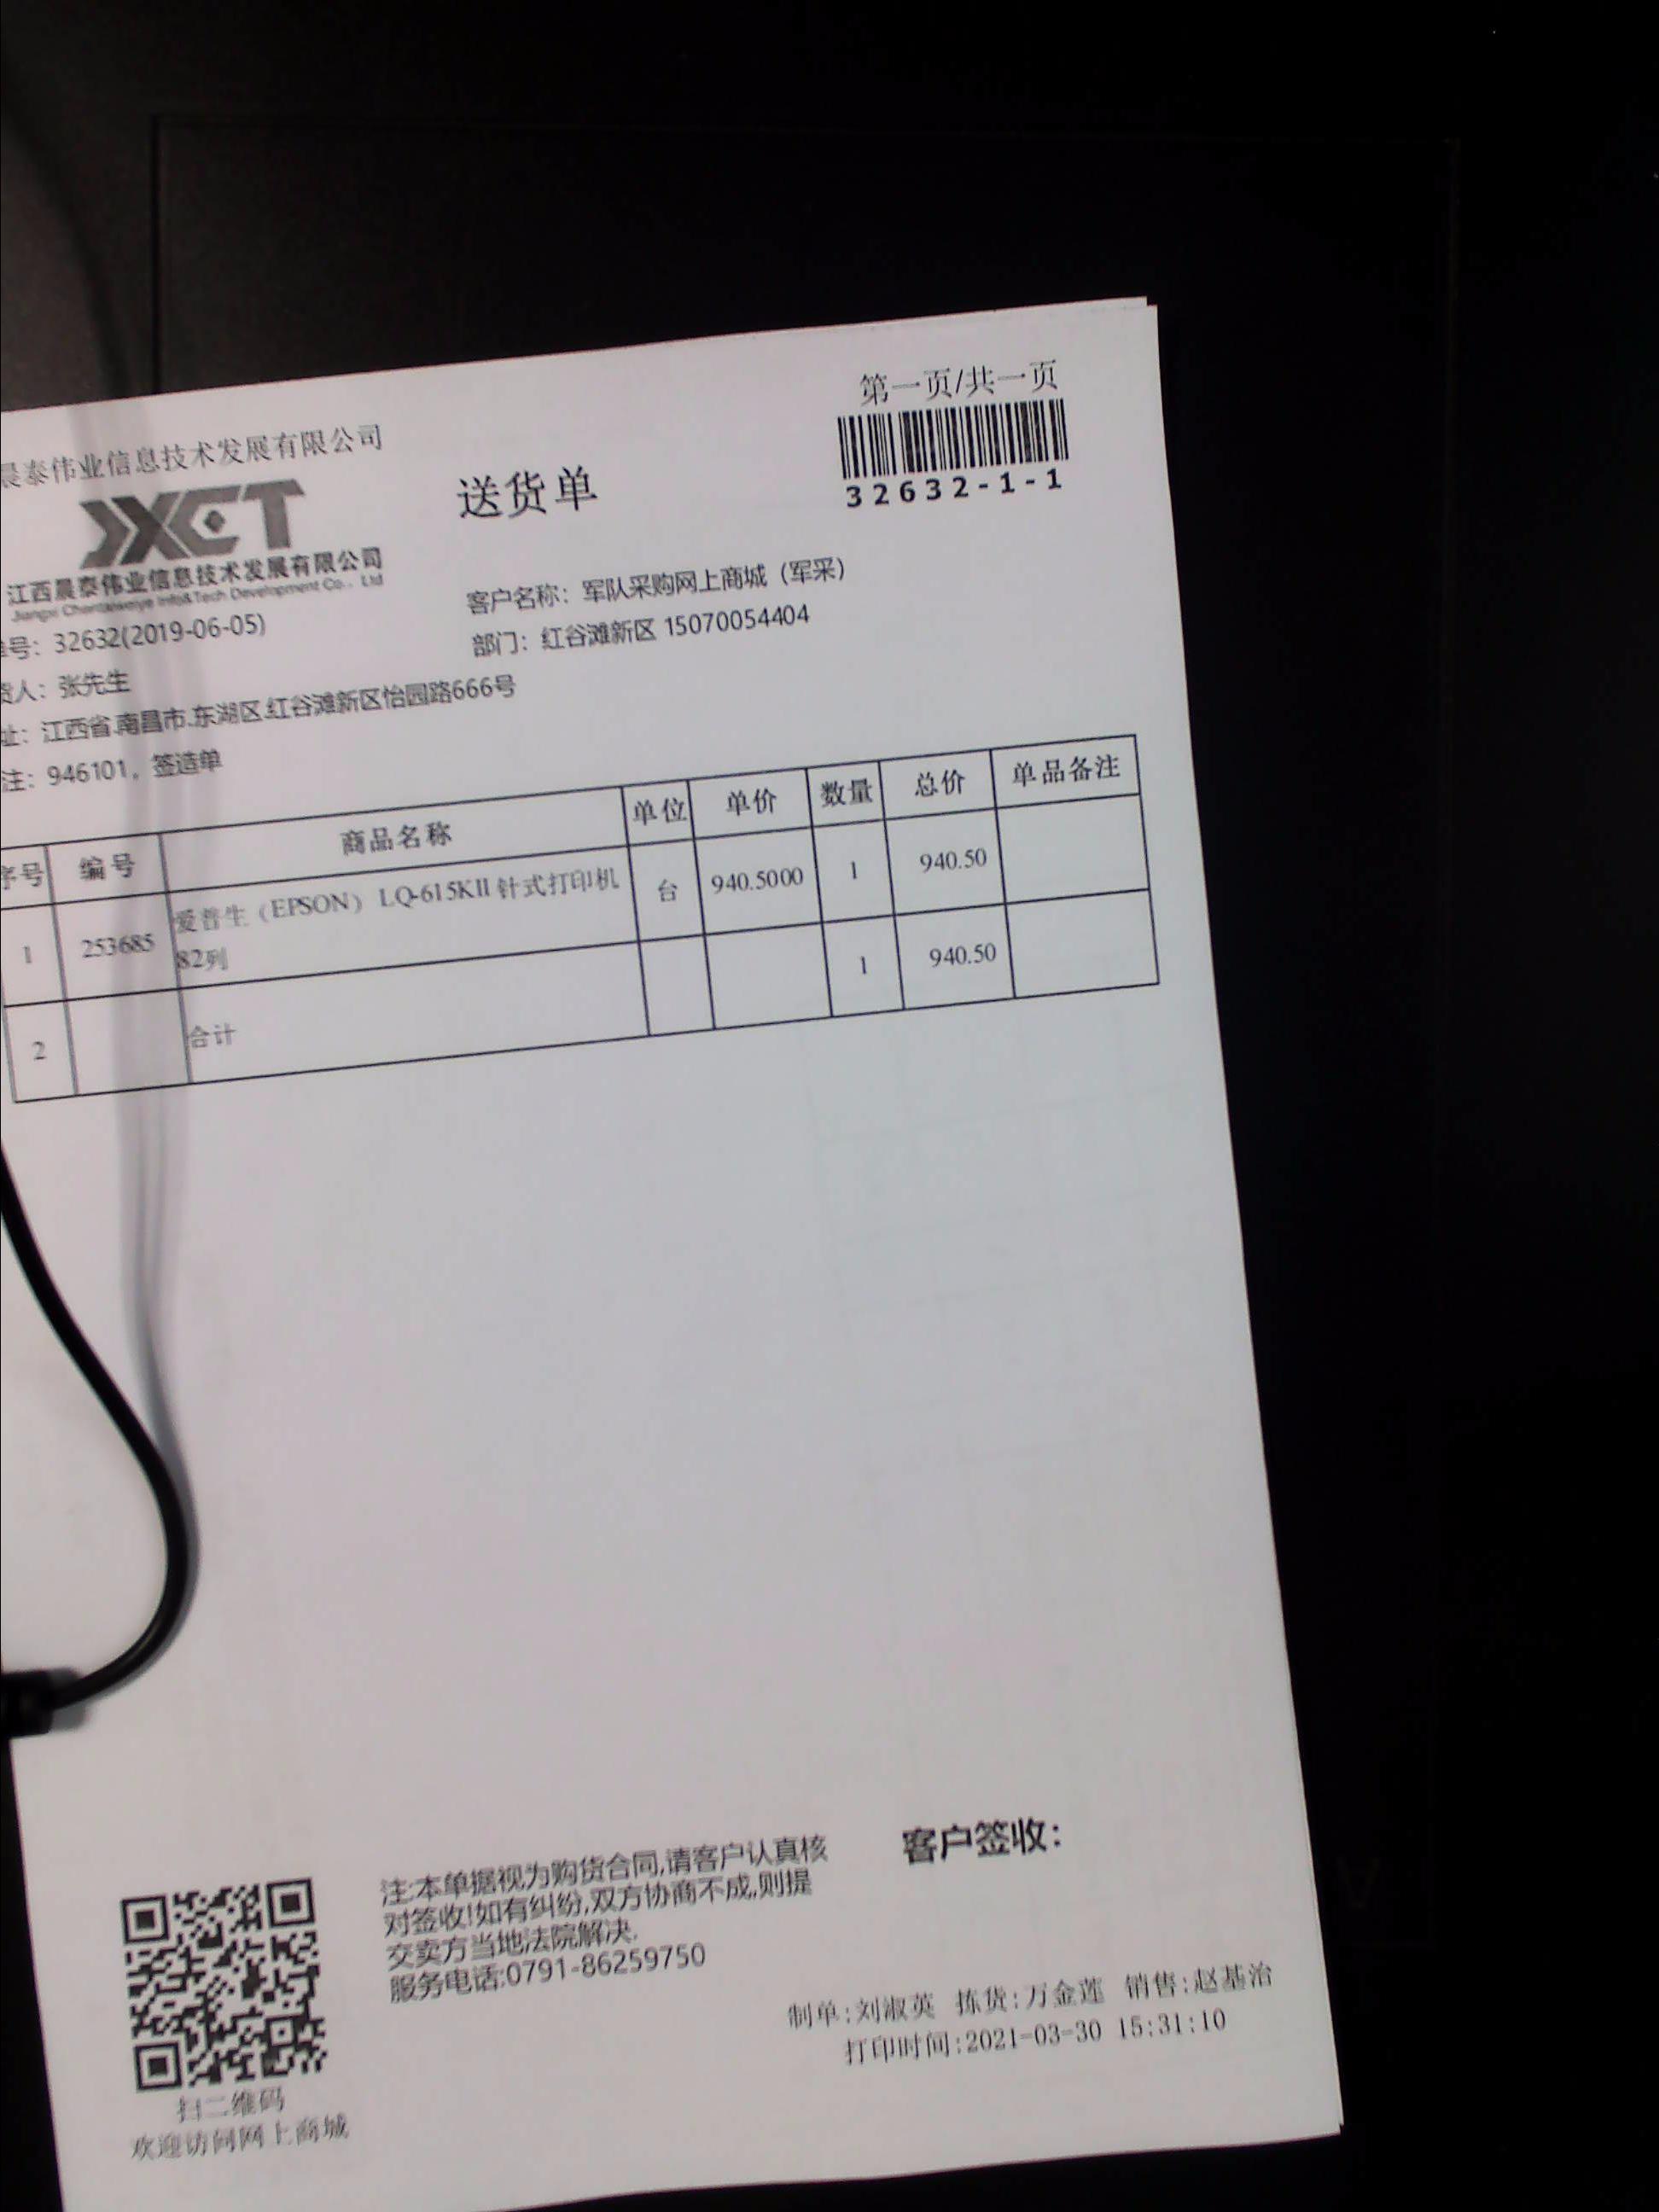 第一页/共一页
晨泰伟业信息技术发展有限公司
32632-1-1
送货单
JXCT
江西晨泰伟业信息技术发展有限公司
Jiangxi Chentaiweiye Info&Tech Development Co., Ltd
客户名称：军队采购网上商城（军采）
号：32632(2019-06-05)
部门：红谷滩新区 15070054404
货人：张先生
址：江西省.南昌市.东湖区.红谷滩新区怡园路666号
注：946101，签造单
序号 编号 商品名称 单位 单价 数量 总价 单品备注
1 253685 爱普生（EPSON） LQ-615KII 针式打印机 台 940.5000 1 940.50
82列
2 合计 1 940.50
客户签收：
注:本单据视为购货合同,请客户认真核
对签收!如有纠纷,双方协商不成,则提
交卖方当地法院解决.
服务电话:0791-86259750
制单:刘淑英 拣货:万金莲 销售:赵基治
打印时间:2021-03-30 15:31:10
扫二维码
欢迎访问网上商城